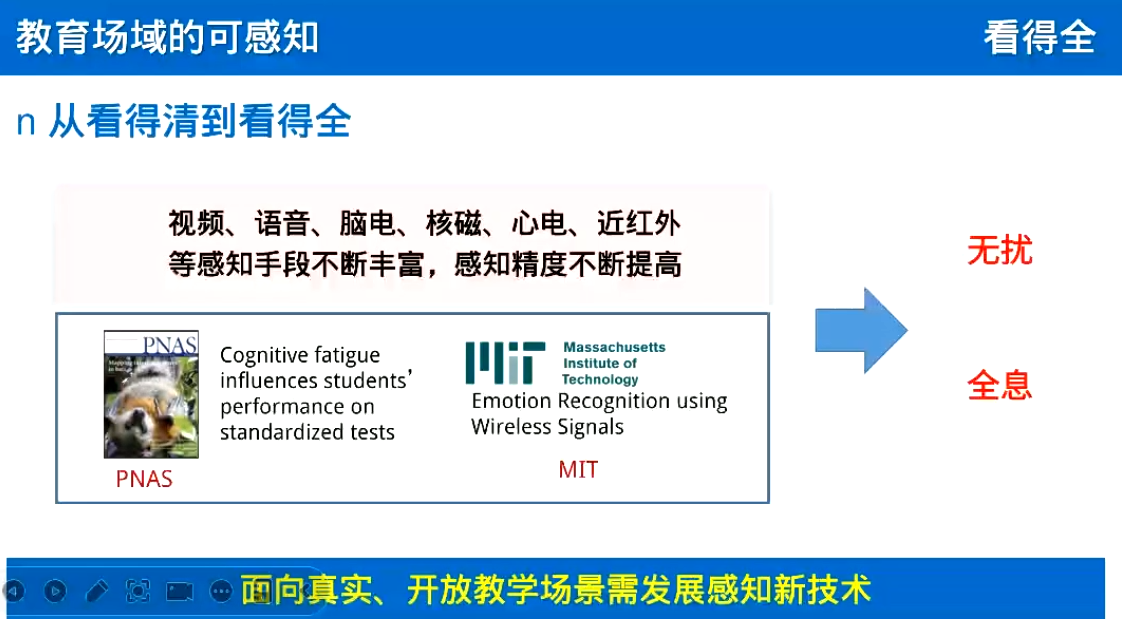 教育场域的可感知
看得全
n 从看得清到看得全
视频、语音、脑电、核磁、心电、近红外
等感知手段不断丰富，感知精度不断提高
无扰
全息
PNAS
Cognitive fatigue
influences students’
performance on
standardized tests
PNAS
Massachusetts
Institute of
Technology
Emotion Recognition using
Wireless Signals
MIT
面向真实、开放教学场景需发展感知新技术